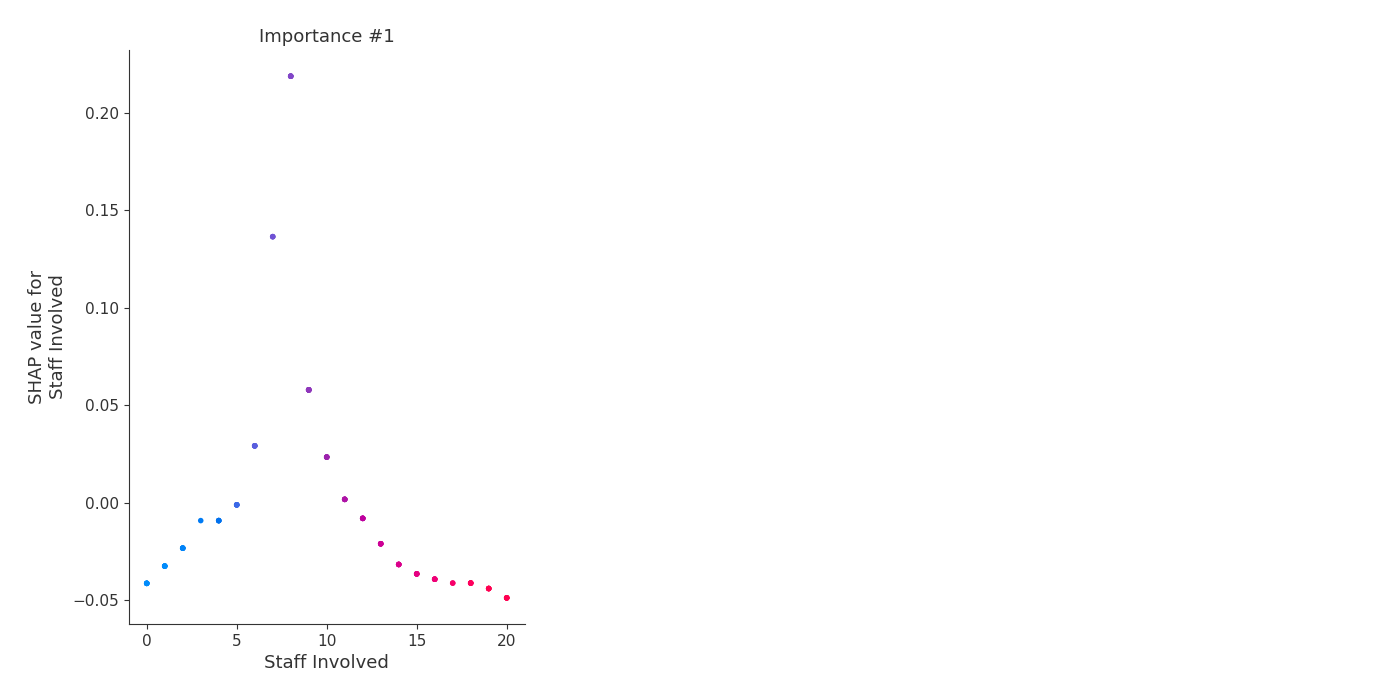 Importance #1
SHAP value for
Staff Involved
0.20
0.15
0.10
0.05
0.00
−0.05
0 5 10 15 20
Staff Involved